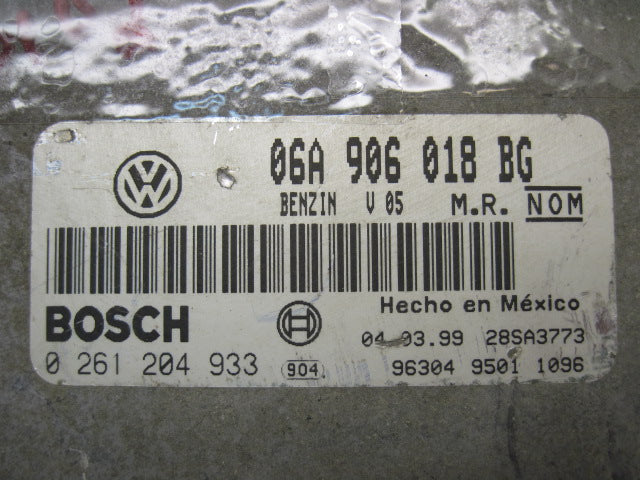 06A 906 018 BG
BENZIN V 05 M.R. NOM
BOSCH
Hecho en México
04.03.99 28SA3773
0 261 204 933 904 96304 9501 1096